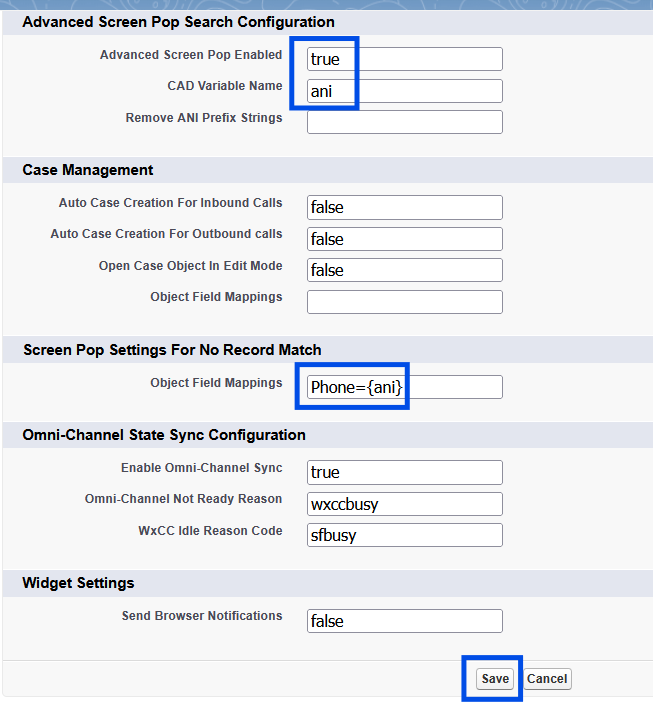 Advanced Screen Pop Search Configuration
Advanced Screen Pop Enabled true
CAD Variable Name ani
Remove ANI Prefix Strings
Case Management
Auto Case Creation For Inbound Calls false
Auto Case Creation For Outbound calls false
Open Case Object In Edit Mode false
Object Field Mappings
Screen Pop Settings For No Record Match
Object Field Mappings Phone={ani}
Omni-Channel State Sync Configuration
Enable Omni-Channel Sync true
Omni-Channel Not Ready Reason wxccbusy
WxCC Idle Reason Code sfbusy
Widget Settings
Send Browser Notifications false
Save Cancel